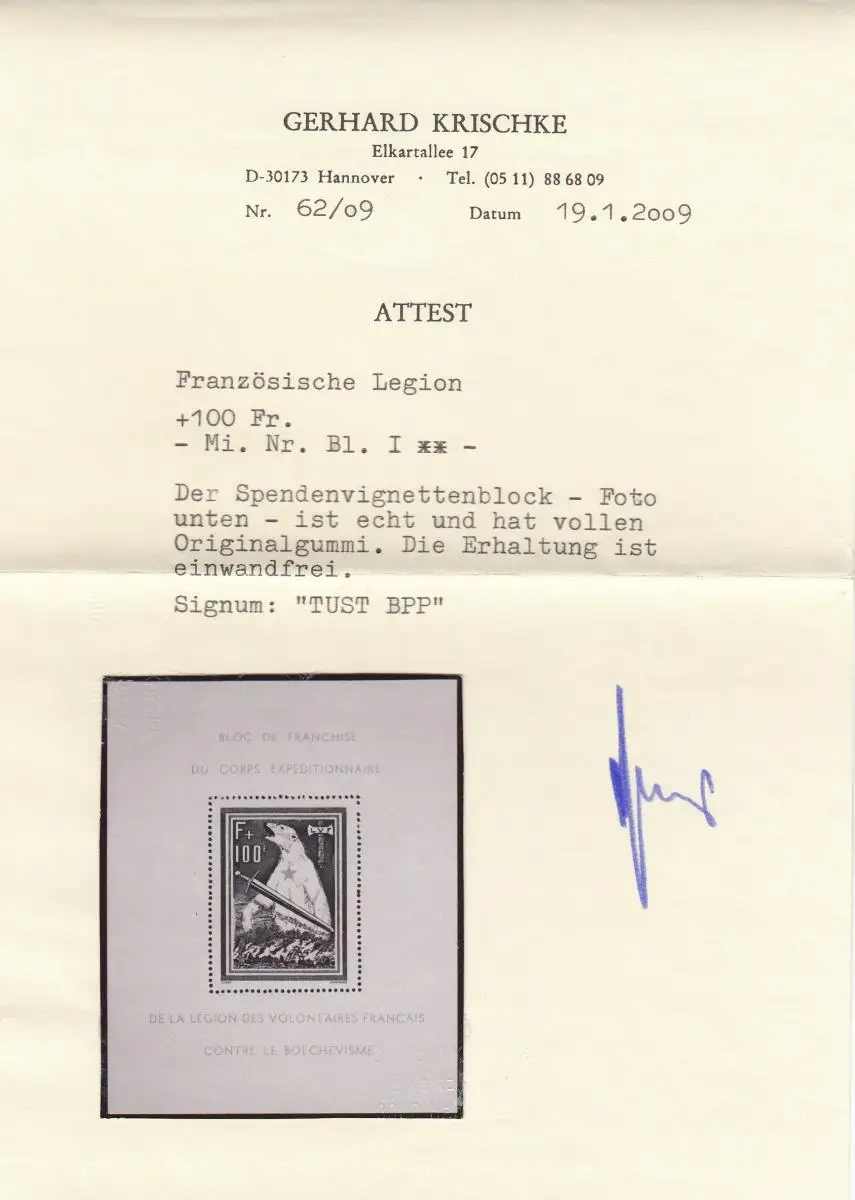 GERHARD KRISCHKE
Elkartallee 17
D-30173 Hannover · Tel. (05 11) 88 68 09
Nr. 62/09 Datum 19.1.2009
ATTEST
Französische Legion
+100 Fr.
- Mi. Nr. Bl. I ** -
Der Spendenvignettenblock - Foto
unten - ist echt und hat vollen
Originalgummi. Die Erhaltung ist
einwandfrei.
Signum: "TUST BPP"
BLOC DE FRANCHISE
DU CORPS EXPEDITIONNAIRE
F+
100F
LVF
DE LA LEGION DES VOLONTAIRES FRANCAIS
CONTRE LE BOLCHEVISME